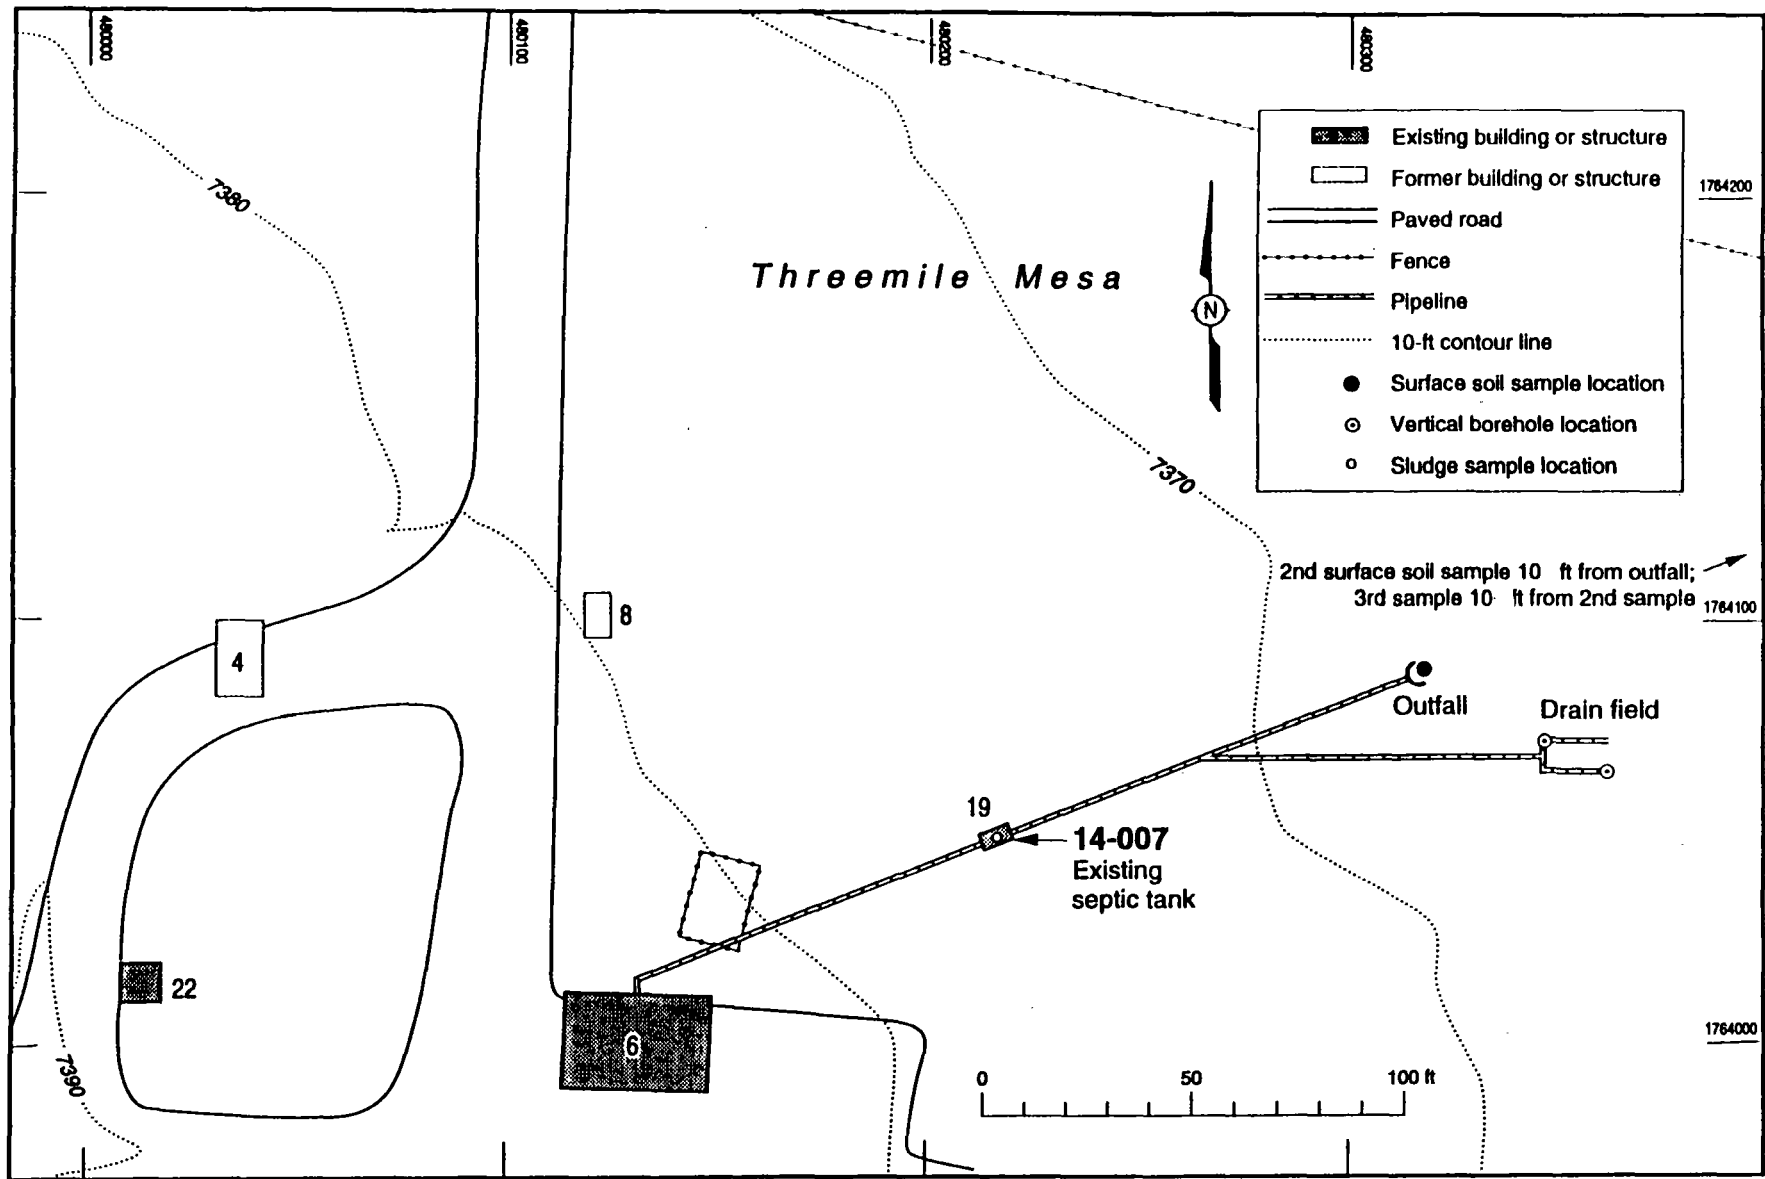 480000
480100
480200
480300
Existing building or structure
Former building or structure
Paved road
Fence
Pipeline
10-ft contour line
Surface soil sample location
Vertical borehole location
Sludge sample location
1764200
7380
Threemile Mesa
N
7370
2nd surface soil sample 10 ft from outfall;
3rd sample 10 ft from 2nd sample
1764100
8
4
Outfall
Drain field
19
14-007
Existing
septic tank
22
6
1764000
7390
0 50 100 ft